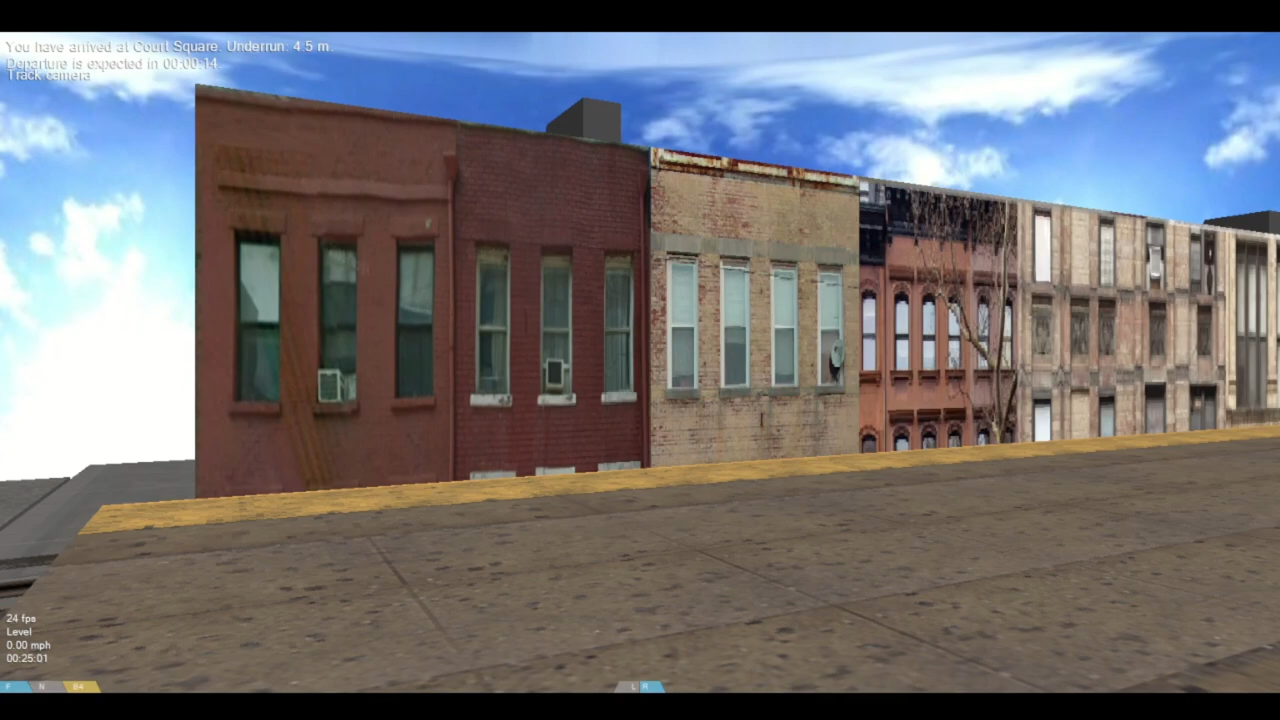 You have arrived at Court Square. Underrun: 4.5 m.
Departure is expected in 00:00:14.
Track camera
24 fps
Level
0.00 mph
00:25:01
F N B4 L R